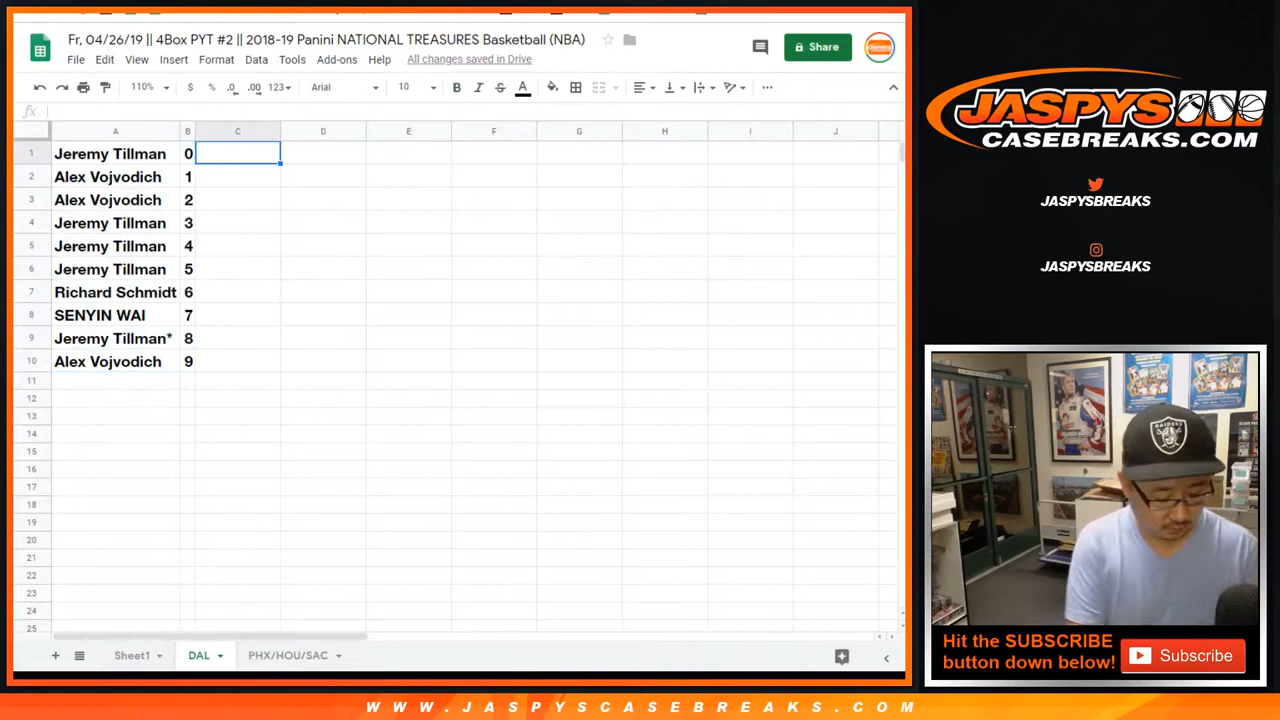 Fr, 04/26/19 || 4Box PYT #2 || 2018-19 Panini NATIONAL TREASURES Basketball (NBA)
File Edit View Insert Format Data Tools Add-ons Help All changes saved in Drive
Share
110% $ % .0 .00 123 Arial 10 B I S A
fx
A B C D E F G H I J
1 Jeremy Tillman 0
2 Alex Vojvodich 1
3 Alex Vojvodich 2
4 Jeremy Tillman 3
5 Jeremy Tillman 4
6 Jeremy Tillman 5
7 Richard Schmidt 6
8 SENYIN WAI 7
9 Jeremy Tillman* 8
10 Alex Vojvodich 9
11
12
13
14
15
16
17
18
19
20
21
22
23
24
25
Sheet1 DAL PHX/HOU/SAC
JASPYS
CASEBREAKS.COM
JASPYSBREAKS
JASPYSBREAKS
RAIDERS
Hit the SUBSCRIBE
button down below!
Subscribe
WWW.JASPYSCASEBREAKS.COM